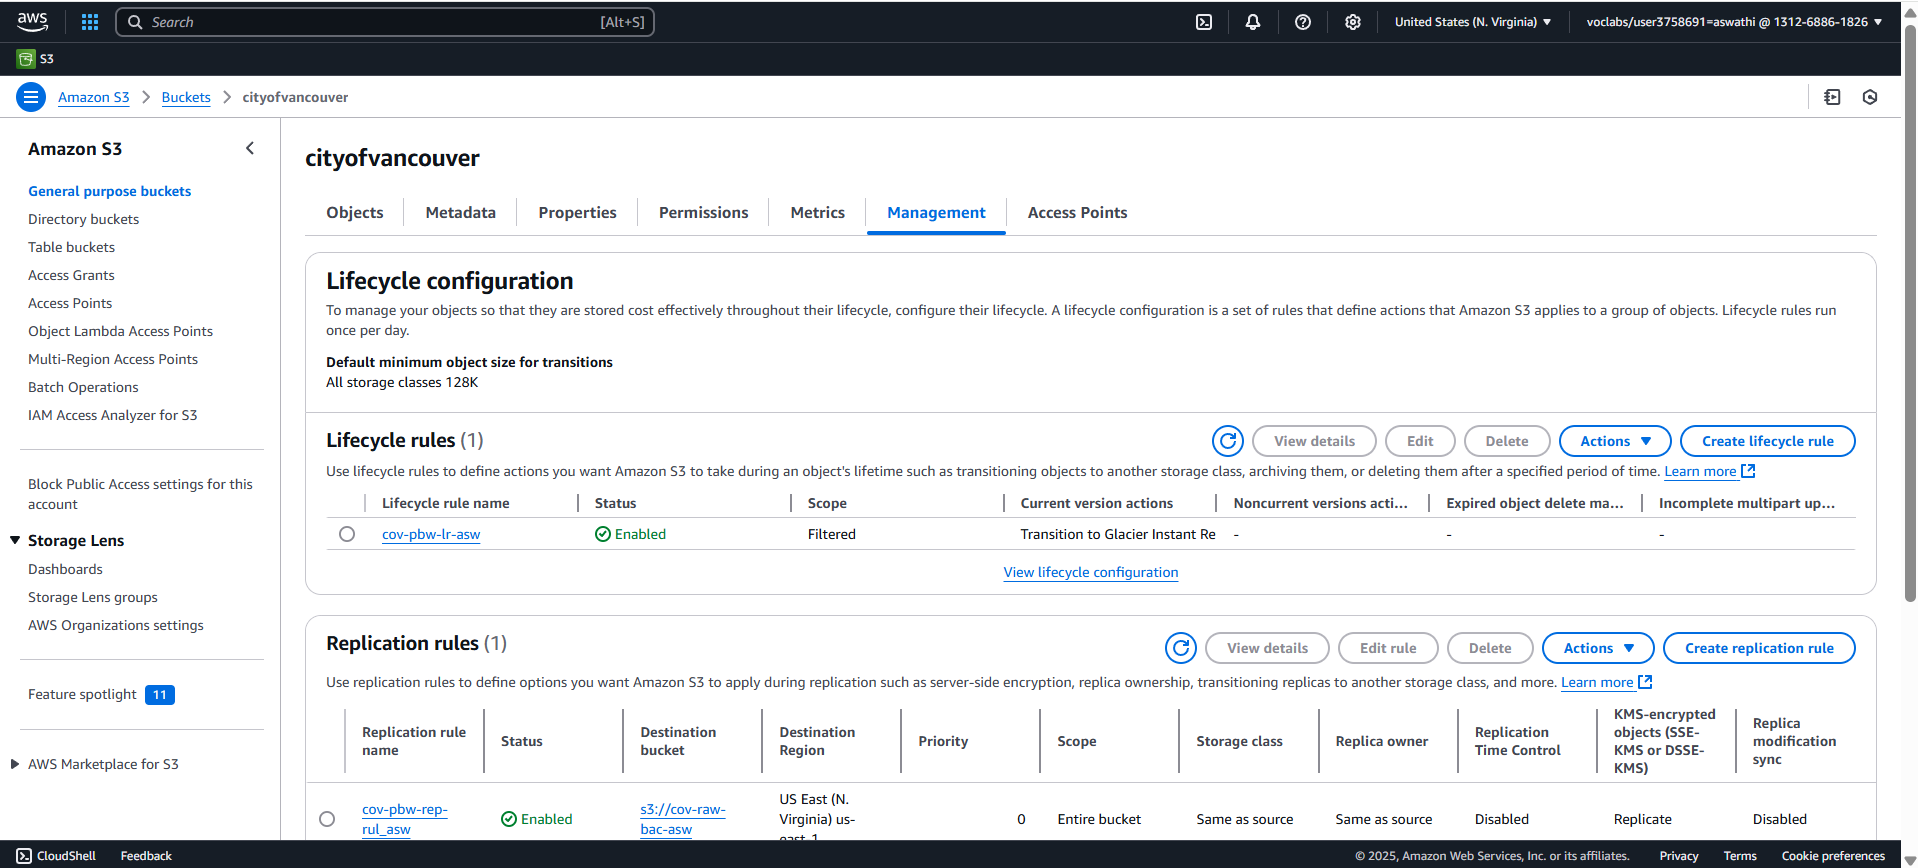 aws
Search [Alt+S]
United States (N. Virginia) ▼
voclabs/user3758691=aswathi @ 1312-6886-1826 ▼
S3
Amazon S3 > Buckets > cityofvancouver
Amazon S3
General purpose buckets
Directory buckets
Table buckets
Access Grants
Access Points
Object Lambda Access Points
Multi-Region Access Points
Batch Operations
IAM Access Analyzer for S3
Block Public Access settings for this
account
Storage Lens
Dashboards
Storage Lens groups
AWS Organizations settings
Feature spotlight 11
AWS Marketplace for S3
cityofvancouver
Objects Metadata Properties Permissions Metrics Management Access Points
Lifecycle configuration
To manage your objects so that they are stored cost effectively throughout their lifecycle, configure their lifecycle. A lifecycle configuration is a set of rules that define actions that Amazon S3 applies to a group of objects. Lifecycle rules run
once per day.
Default minimum object size for transitions
All storage classes 128K
Lifecycle rules (1)
View details Edit Delete Actions ▼ Create lifecycle rule
Use lifecycle rules to define actions you want Amazon S3 to take during an object's lifetime such as transitioning objects to another storage class, archiving them, or deleting them after a specified period of time. Learn more
Lifecycle rule name Status Scope Current version actions Noncurrent versions acti... Expired object delete ma... Incomplete multipart up...
cov-pbw-lr-asw Enabled Filtered Transition to Glacier Instant Re - - -
View lifecycle configuration
Replication rules (1)
View details Edit rule Delete Actions ▼ Create replication rule
Use replication rules to define options you want Amazon S3 to apply during replication such as server-side encryption, replica ownership, transitioning replicas to another storage class, and more. Learn more
Replication rule
name
Status
Destination
bucket
Destination
Region
Priority
Scope
Storage class
Replica owner
Replication
Time Control
KMS-encrypted
objects (SSE-
KMS or DSSE-
KMS)
Replica
modification
sync
cov-pbw-rep-
rul_asw
Enabled
s3://cov-raw-
bac-asw
US East (N.
Virginia) us-
east-1
0
Entire bucket
Same as source
Same as source
Disabled
Replicate
Disabled
CloudShell Feedback
© 2025, Amazon Web Services, Inc. or its affiliates. Privacy Terms Cookie preferences